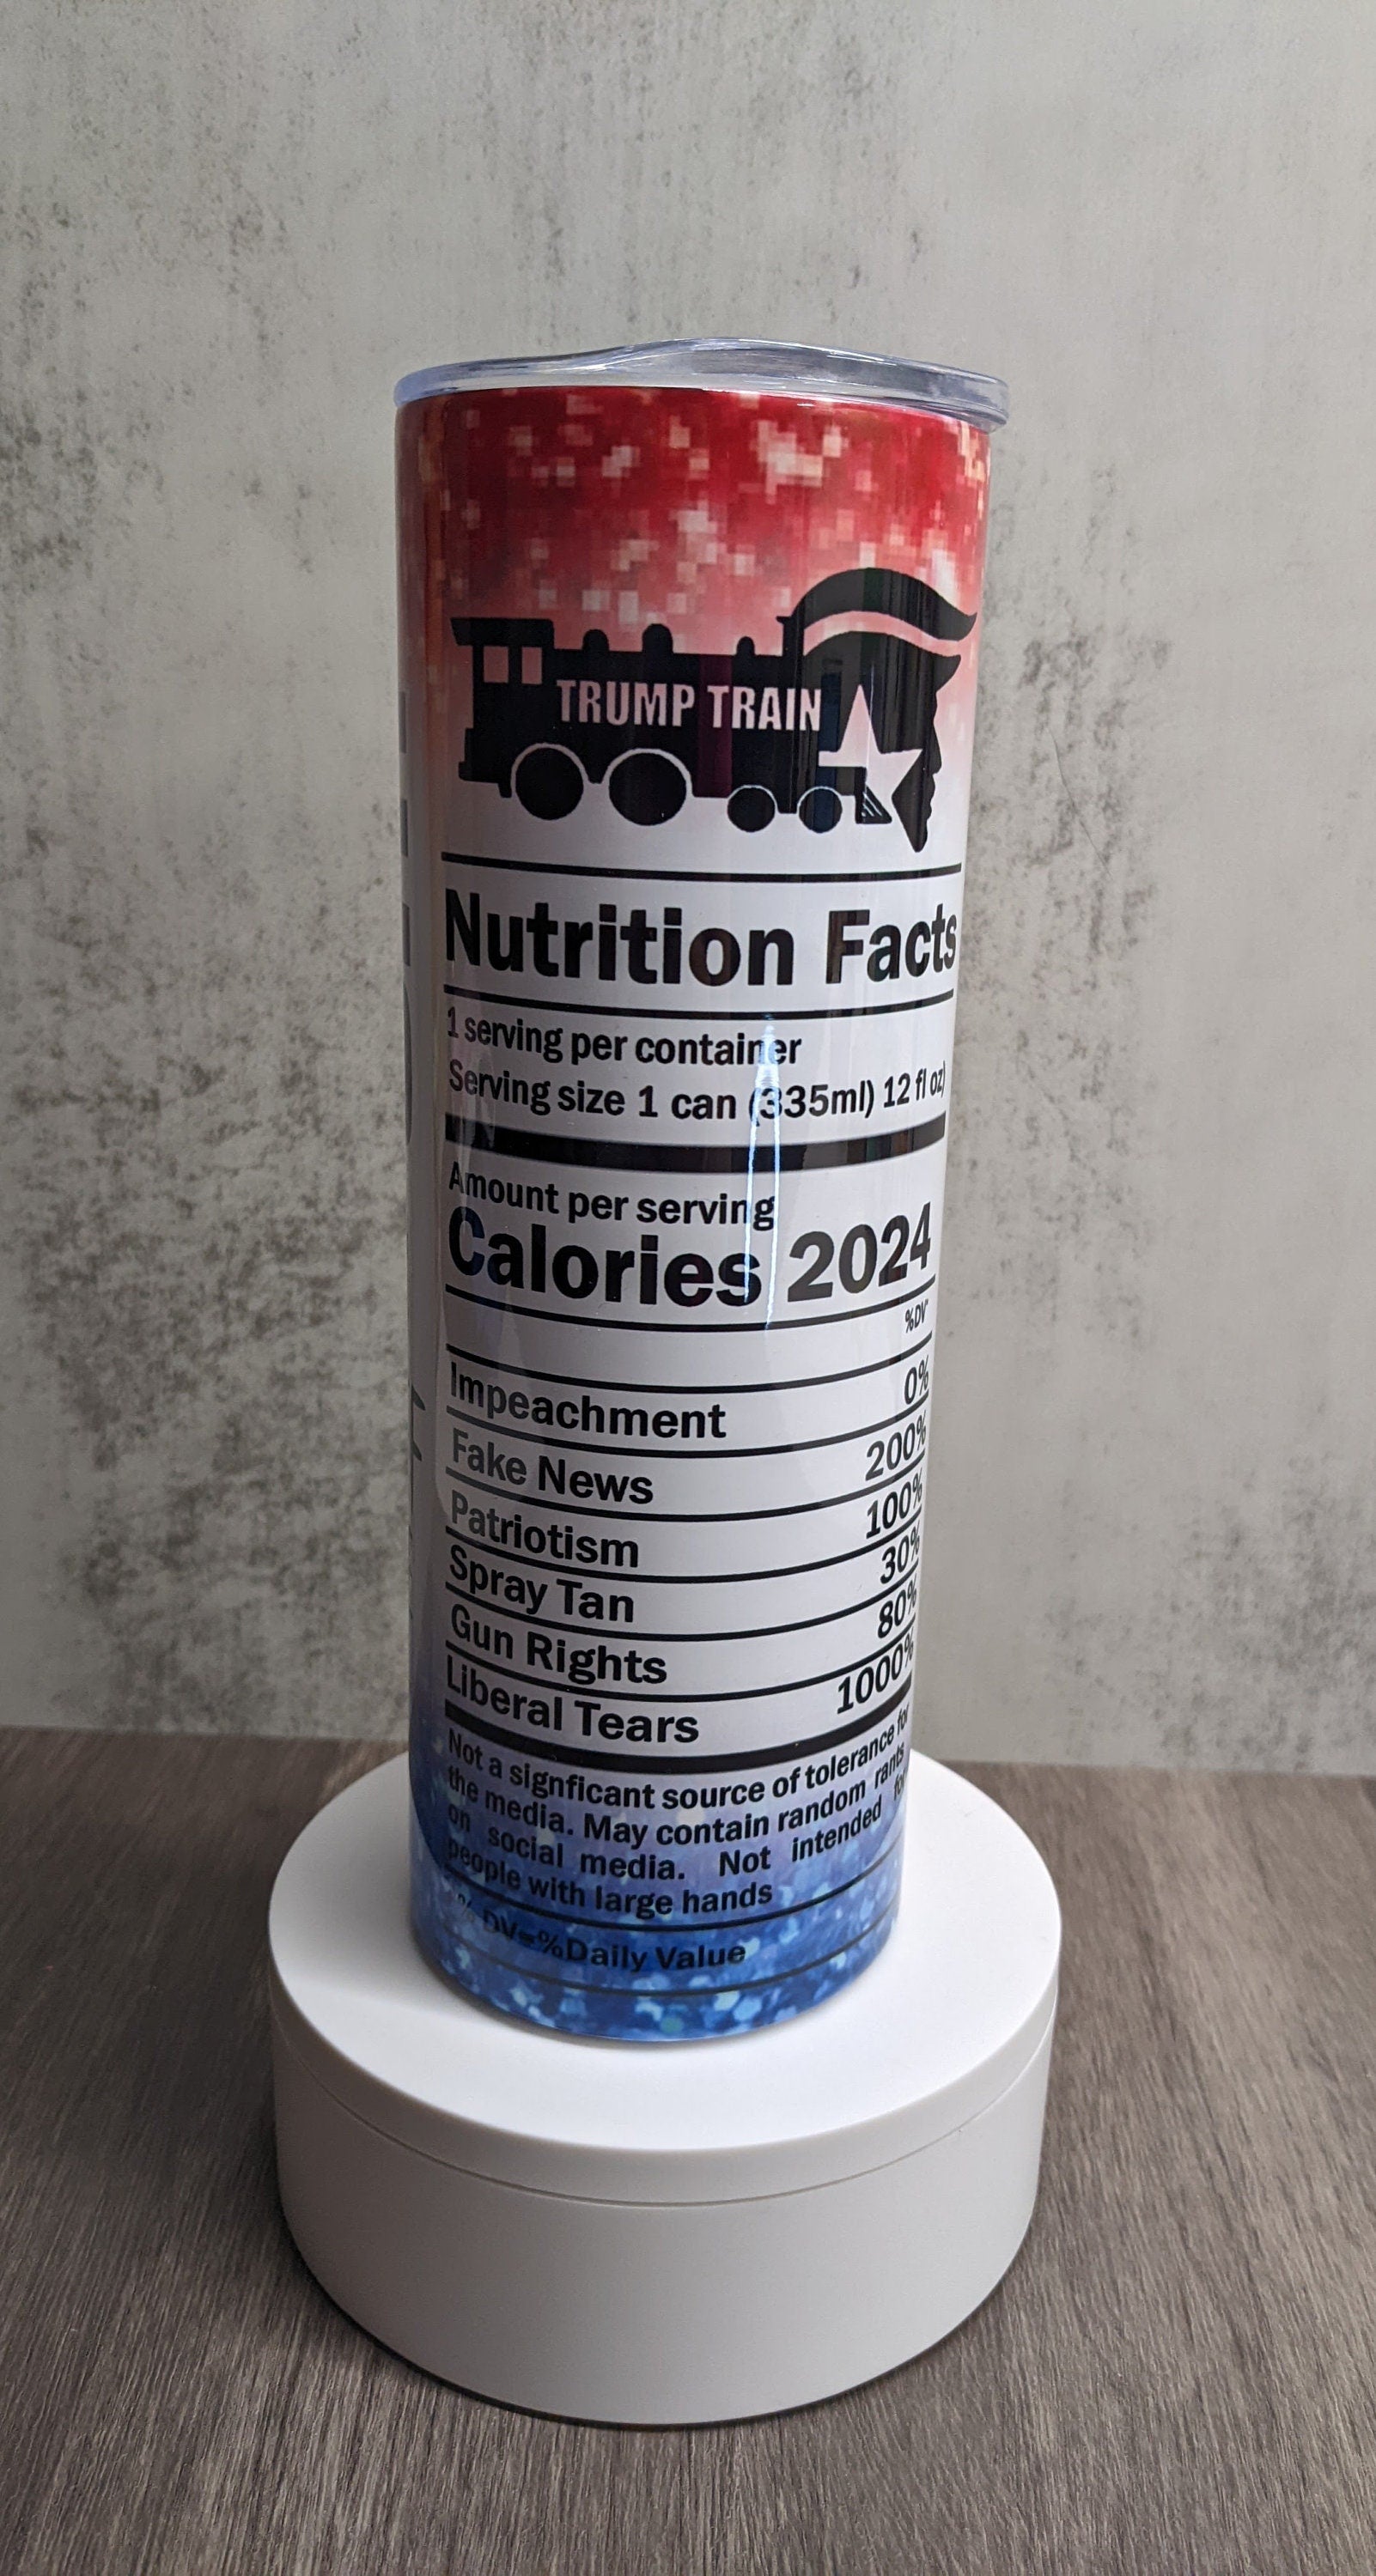 TRUMP TRAIN
Nutrition Facts
1 serving per container
Serving size 1 can (335ml) 12 fl oz)
Amount per serving
Calories 2024
%DV*
Impeachment 0%
Fake News 200%
Patriotism 100%
Spray Tan 30%
Gun Rights 80%
Liberal Tears 1000%
Not a signficant source of tolerance for
the media. May contain random rants
on social media. Not intended for
people with large hands
% DV=%Daily Value